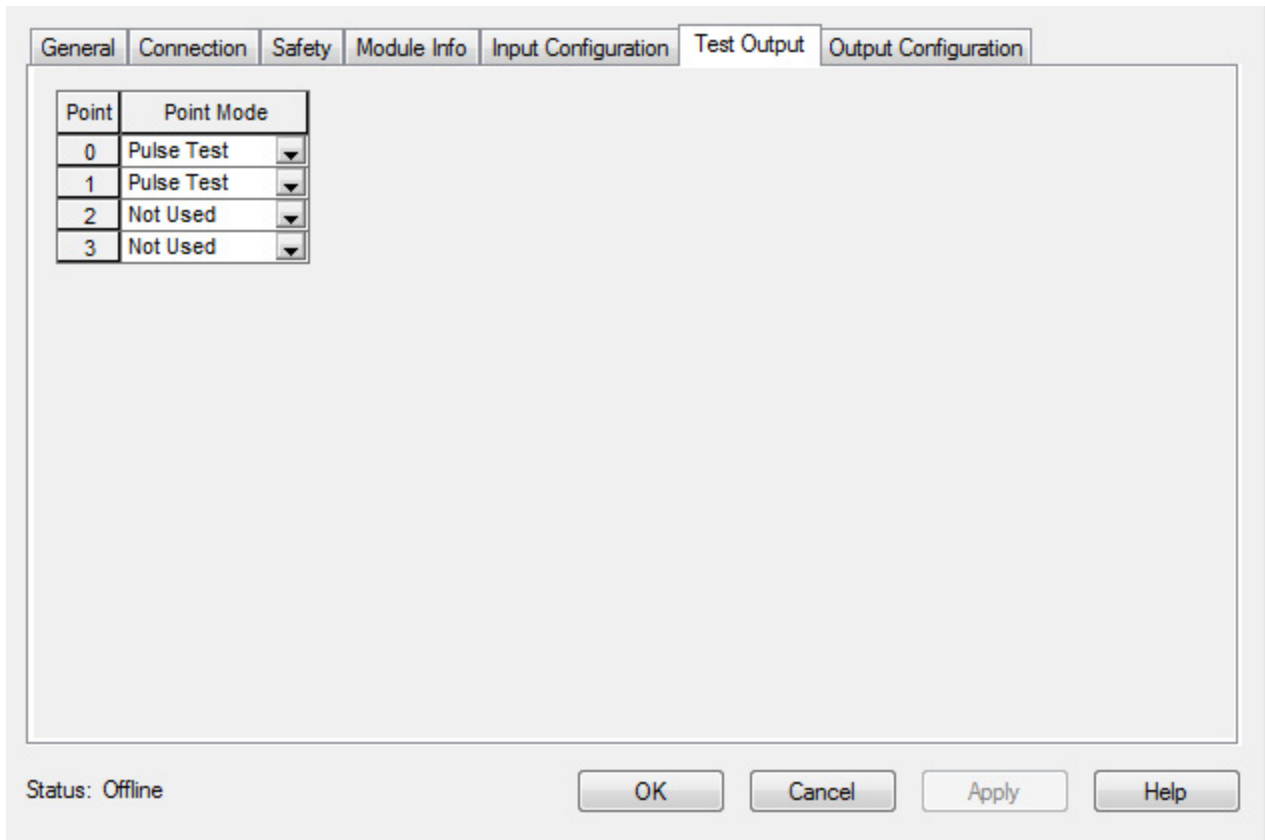 General Connection Safety Module Info Input Configuration Test Output Output Configuration
Point Point Mode
0 Pulse Test
1 Pulse Test
2 Not Used
3 Not Used
Status: Offline OK Cancel Apply Help